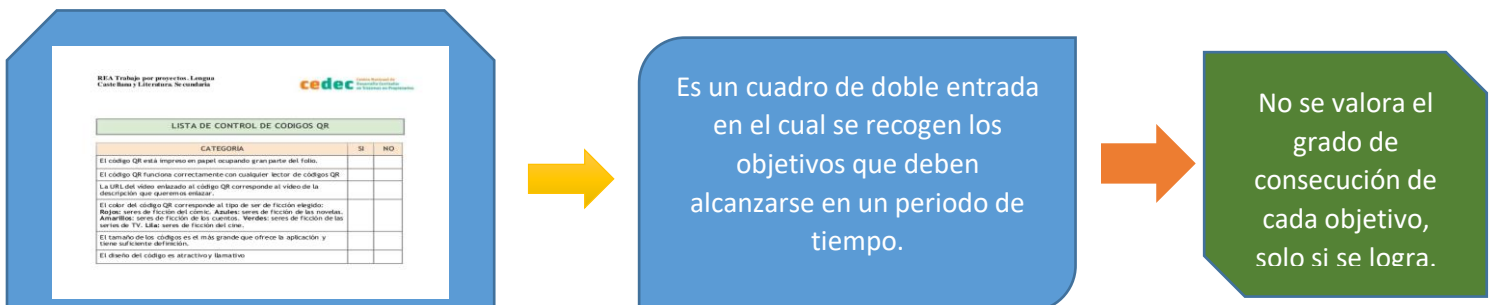 REA Trabajo por proyectos. Lengua
Castellana y Literatura. Secundaria
cedec
LISTA DE CONTROL DE CODIGOS QR
CATEGORIA SI NO
El código QR está impreso en papel ocupando gran parte del folio.
El código QR funciona correctamente con cualquier lector de códigos QR
La URL del vídeo enlazado al código QR corresponde al vídeo de la
descripción que queremos enlazar.
El color del código QR corresponde al tipo de ser de ficción elegido:
Rojos: seres de ficción del cómic. Azules: seres de ficción de las novelas.
Amarillos: seres de ficción de los cuentos. Verdes: seres de ficción de las
series de TV. Lila: seres de ficción del cine.
El tamaño de los códigos es el más grande que ofrece la aplicación y
tiene suficiente definición.
El diseño del código es atractivo y llamativo
Es un cuadro de doble entrada
en el cual se recogen los
objetivos que deben
alcanzarse en un periodo de
tiempo.
No se valora el
grado de
consecución de
cada objetivo,
solo si se logra.